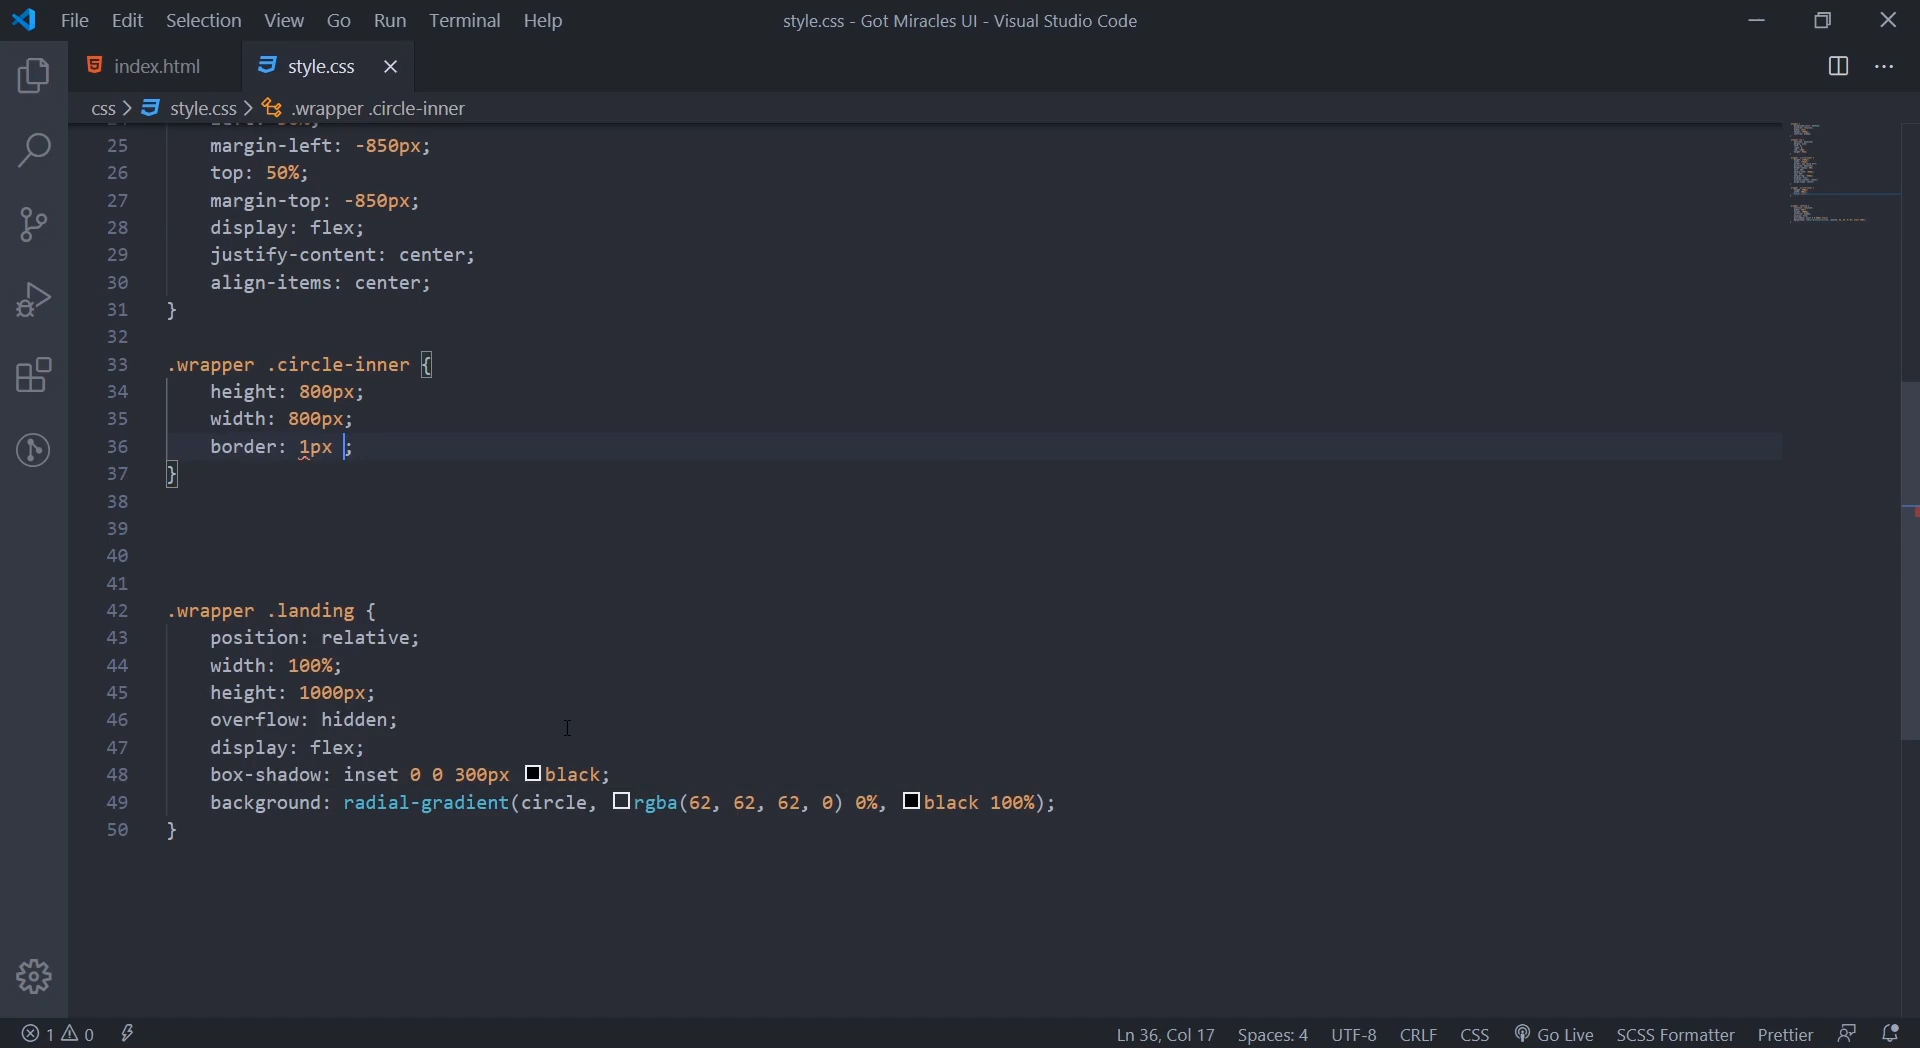 File Edit Selection View Go Run Terminal Help
style.css - Got Miracles UI - Visual Studio Code
index.html
style.css
css > style.css > .wrapper .circle-inner
25 margin-left: -850px;
26 top: 50%;
27 margin-top: -850px;
28 display: flex;
29 justify-content: center;
30 align-items: center;
31 }
32
33 .wrapper .circle-inner {
34 height: 800px;
35 width: 800px;
36 border: 1px ;
37 }
38
39
40
41
42 .wrapper .landing {
43 position: relative;
44 width: 100%;
45 height: 1000px;
46 overflow: hidden;
47 display: flex;
48 box-shadow: inset 0 0 300px black;
49 background: radial-gradient(circle, rgba(62, 62, 62, 0) 0%, black 100%);
50 }
1 0 Ln 36, Col 17 Spaces: 4 UTF-8 CRLF CSS Go Live SCSS Formatter Prettier